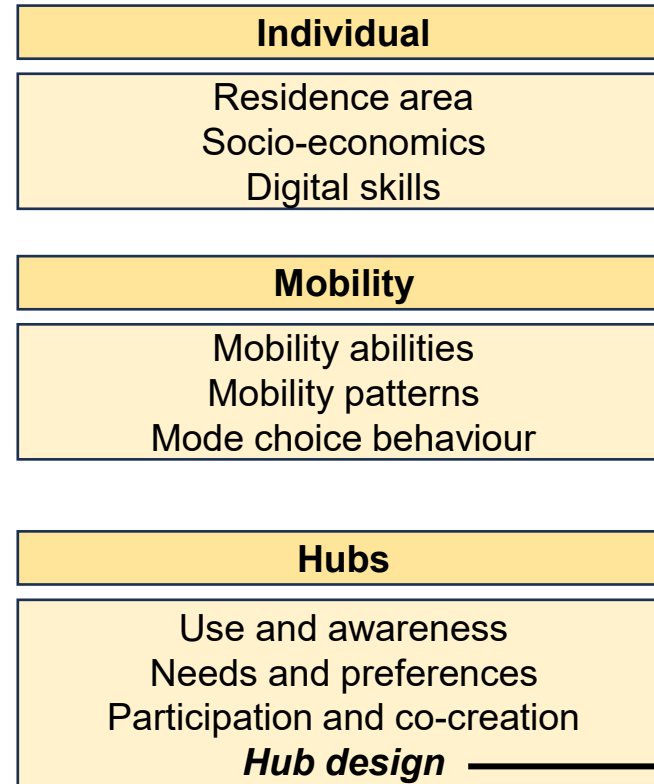 Individual
Residence area
Socio-economics
Digital skills
Mobility
Mobility abilities
Mobility patterns
Mode choice behaviour
Hubs
Use and awareness
Needs and preferences
Participation and co-creation
Hub design